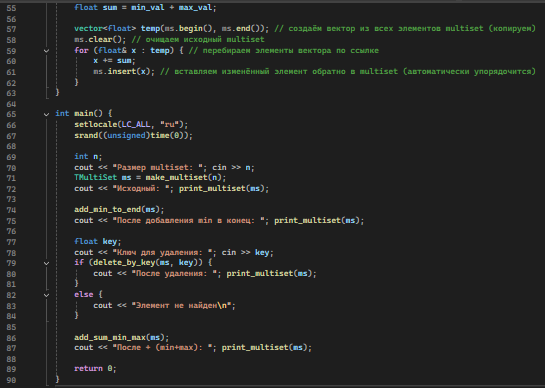 55 float sum = min_val + max_val;
56
57 vector<float> temp(ms.begin(), ms.end()); // создаём вектор из всех элементов multiset (копируем)
58 ms.clear(); // очищаем исходный multiset
59 for (float& x : temp) { // перебираем элементы вектора по ссылке
60 x += sum;
61 ms.insert(x); // вставляем изменённый элемент обратно в multiset (автоматически упорядочится)
62 }
63 }
64
65 int main() {
66 setlocale(LC_ALL, "ru");
67 srand((unsigned)time(0));
68
69 int n;
70 cout << "Размер multiset: "; cin >> n;
71 TMultiSet ms = make_multiset(n);
72 cout << "Исходный: "; print_multiset(ms);
73
74 add_min_to_end(ms);
75 cout << "После добавления min в конец: "; print_multiset(ms);
76
77 float key;
78 cout << "Ключ для удаления: "; cin >> key;
79 if (delete_by_key(ms, key)) {
80 cout << "После удаления: "; print_multiset(ms);
81 }
82 else {
83 cout << "Элемент не найден\n";
84 }
85
86 add_sum_min_max(ms);
87 cout << "После + (min+max): "; print_multiset(ms);
88
89 return 0;
90 }